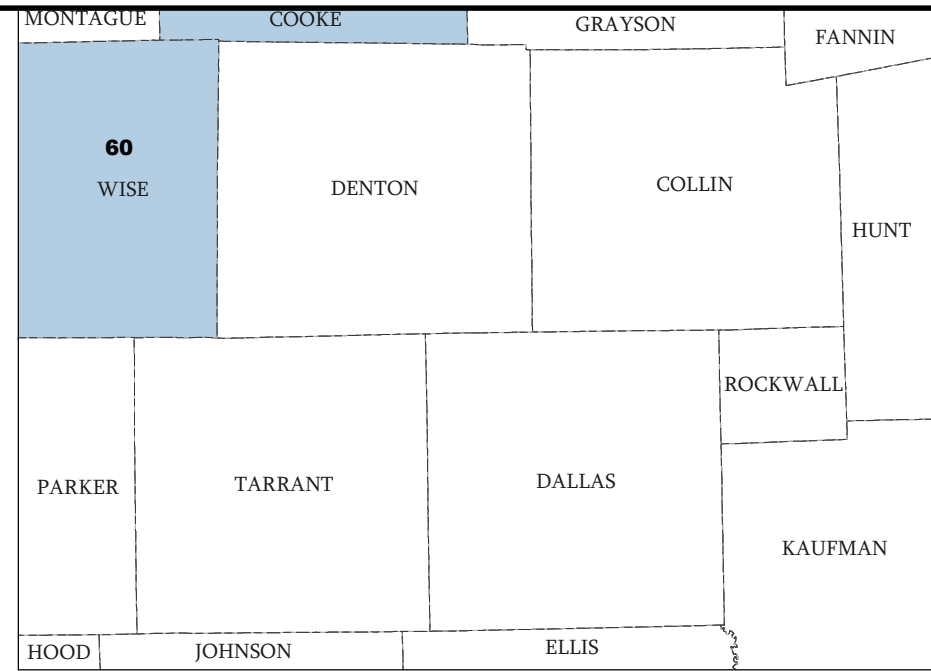 MONTAGUE
COOKE
GRAYSON
FANNIN
60
WISE
DENTON
COLLIN
HUNT
ROCKWALL
PARKER
TARRANT
DALLAS
KAUFMAN
HOOD
JOHNSON
ELLIS